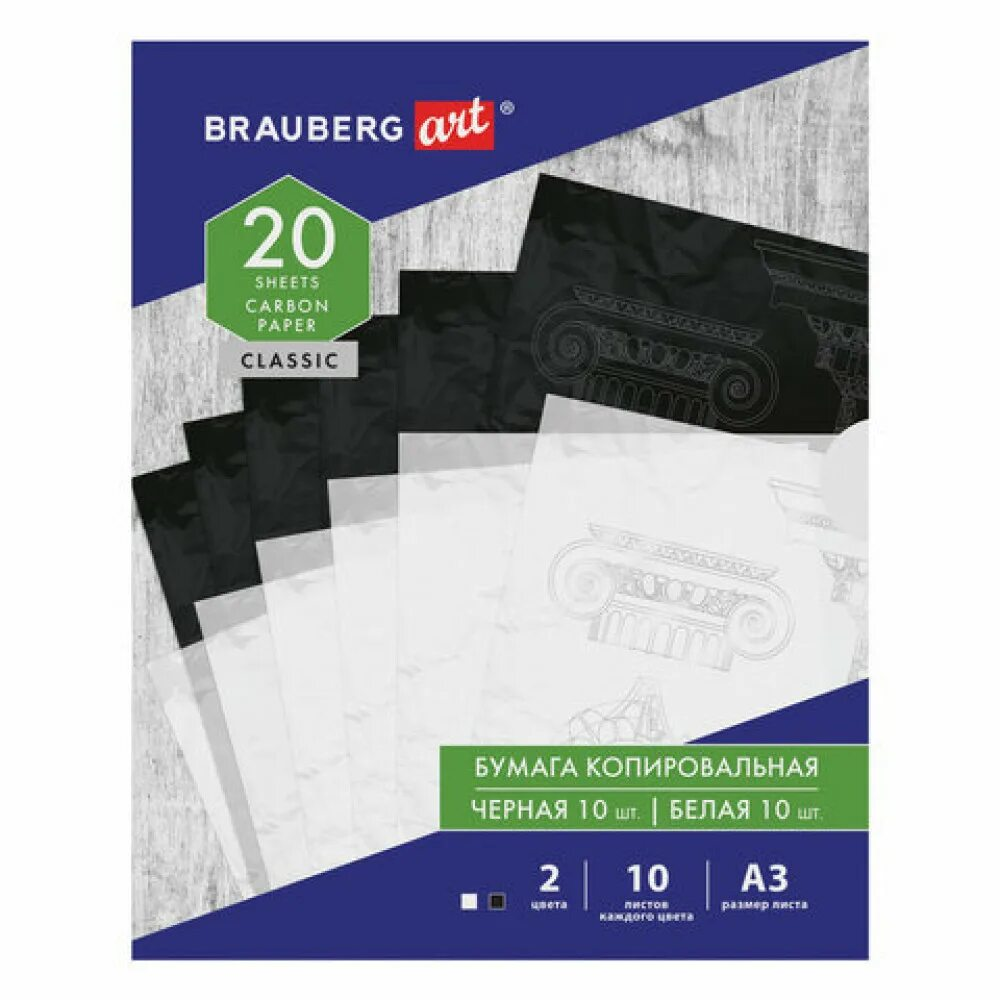 BRAUBERG art®
20
SHEETS
CARBON
PAPER
CLASSIC
БУМАГА КОПИРОВАЛЬНАЯ
ЧЕРНАЯ 10 шт. | БЕЛАЯ 10 шт.
2
цвета
10
листов
каждого цвета
А3
размер листа